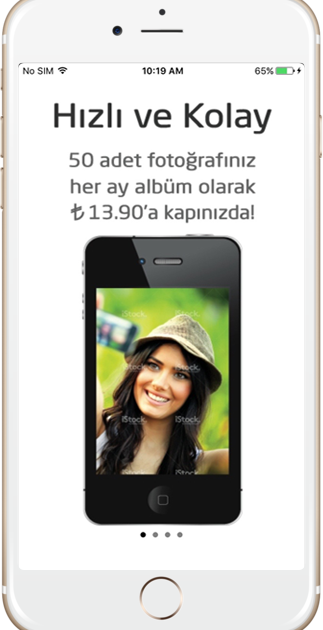 No SIM 10:19 AM 65%
Hızlı ve Kolay
50 adet fotoğrafınız
her ay albüm olarak
₺ 13.90'a kapınızda!
iStock. iStock.
iStock. iStock.
iStock